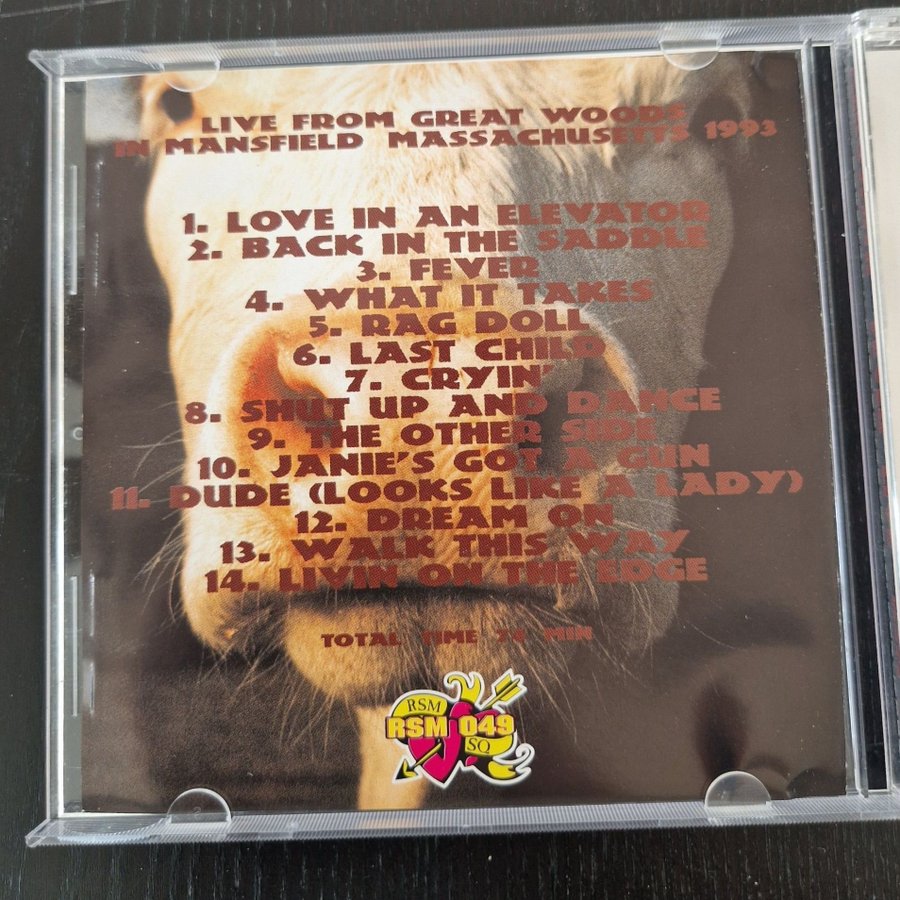 LIVE FROM GREAT WOODS
IN MANSFIELD MASSACHUSETTS 1993
1. LOVE IN AN ELEVATOR
2. BACK IN THE SADDLE
3. FEVER
4. WHAT IT TAKES
5. RAG DOLL
6. LAST CHILD
7. CRYIN'
8. SHUT UP AND DANCE
9. THE OTHER SIDE
10. JANIE'S GOT A GUN
11. DUDE (LOOKS LIKE A LADY)
12. DREAM ON
13. WALK THIS WAY
14. LIVIN ON THE EDGE
TOTAL TIME MIN
RSM
RSM 049
SQ